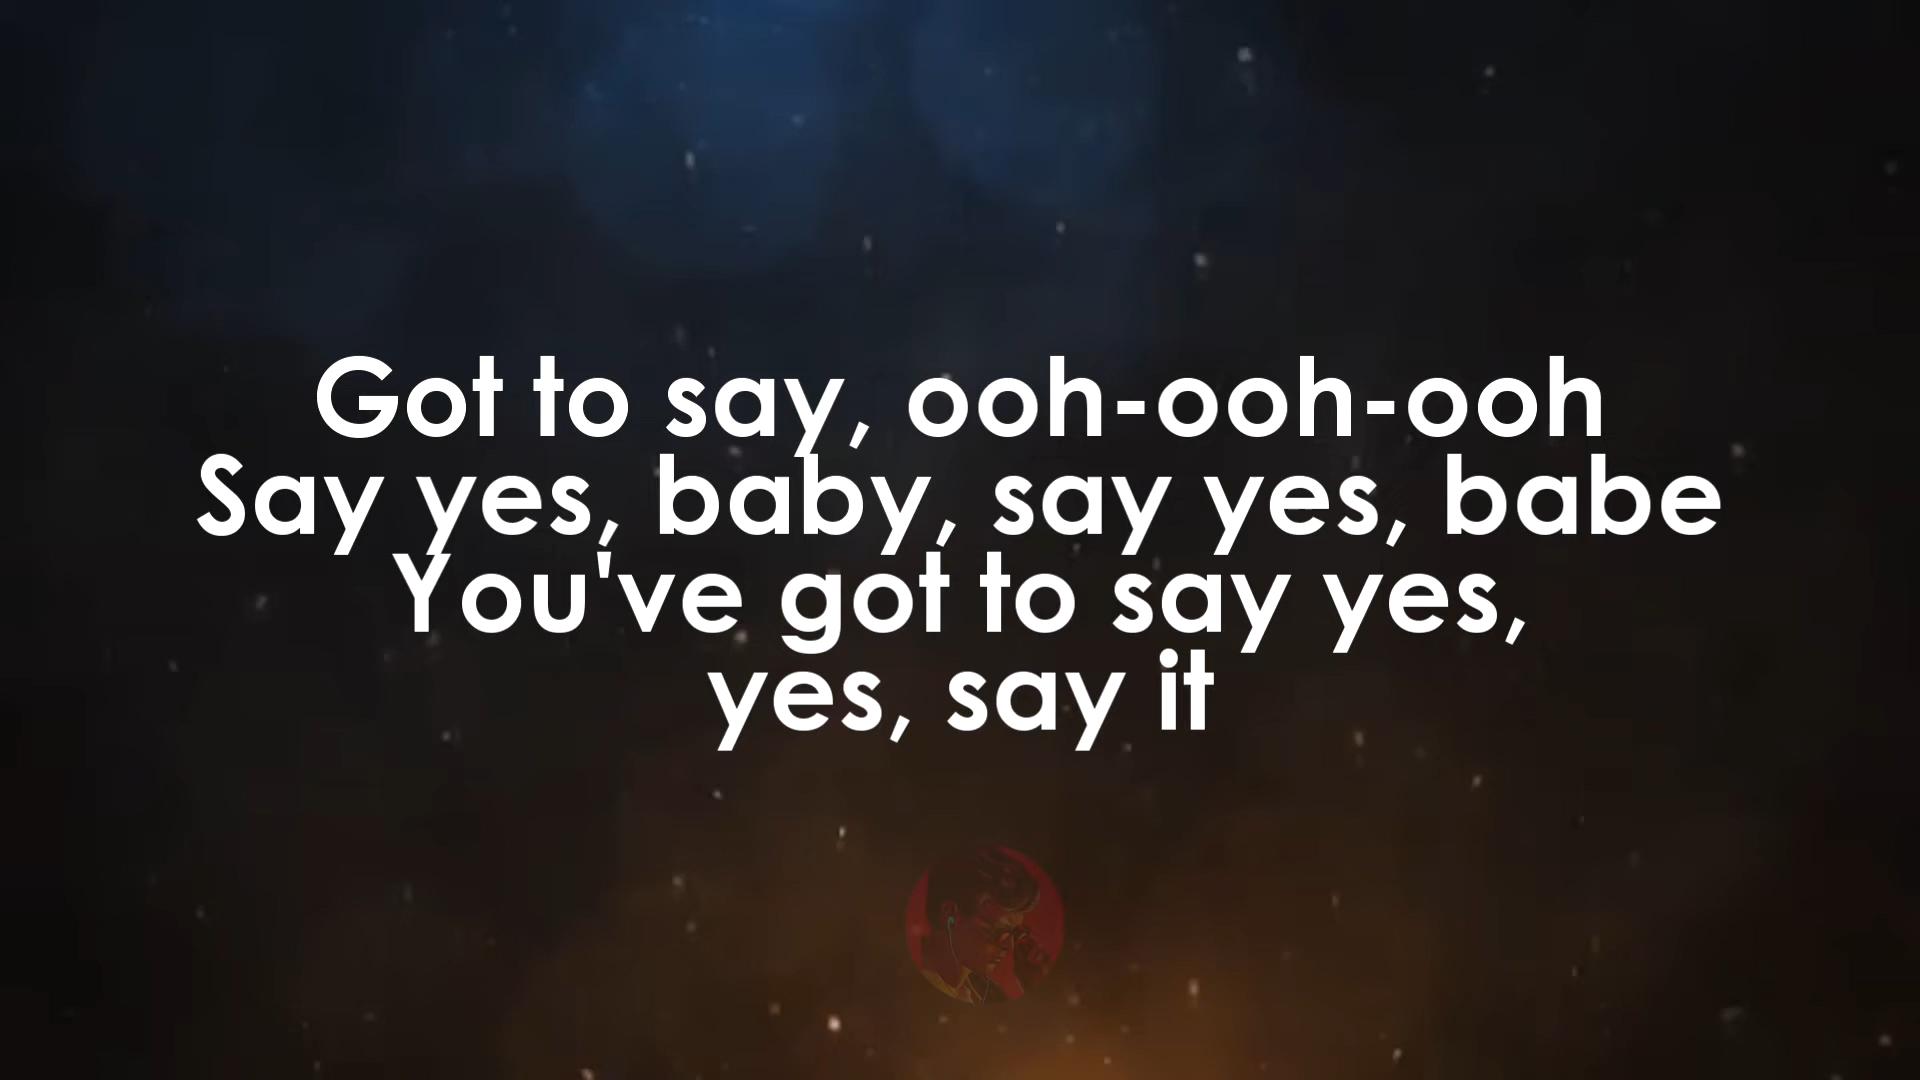 Got to say, ooh-ooh-ooh
Say yes, baby, say yes, babe
You've got to say yes,
yes, say it